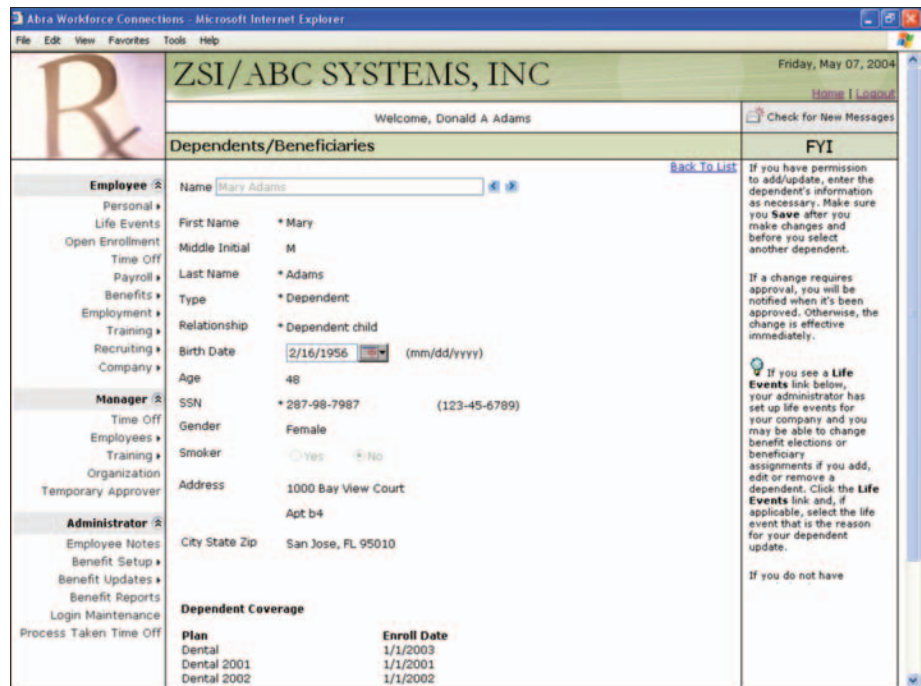 Abra Workforce Connections - Microsoft Internet Explorer
File Edit View Favorites Tools Help
Rx
ZSI/ABC SYSTEMS, INC
Friday, May 07, 2004
Home | Logout
Welcome, Donald A Adams
Check for New Messages
Dependents/Beneficiaries
FYI
Employee
Personal
Life Events
Open Enrollment
Time Off
Payroll
Benefits
Employment
Training
Recruiting
Company
Manager
Time Off
Employees
Training
Organization
Temporary Approver
Administrator
Employee Notes
Benefit Setup
Benefit Updates
Benefit Reports
Login Maintenance
Process Taken Time Off
Back To List
Name Mary Adams
First Name * Mary
Middle Initial M
Last Name * Adams
Type * Dependent
Relationship * Dependent child
Birth Date 2/16/1956 (mm/dd/yyyy)
Age 48
SSN * 287-98-7987 (123-45-6789)
Gender Female
Smoker Yes No
Address 1000 Bay View Court
Apt b4
City State Zip San Jose, FL 95010
Dependent Coverage
Plan Enroll Date
Dental 1/1/2003
Dental 2001 1/1/2001
Dental 2002 1/1/2002
If you have permission
to add/update, enter the
dependent's information
as necessary. Make sure
you Save after you
make changes and
before you select
another dependent.
If a change requires
approval, you will be
notified when it's been
approved. Otherwise, the
change is effective
immediately.
If you see a Life
Events link below,
your administrator has
set up life events for
your company and you
may be able to change
benefit elections or
beneficiary
assignments if you add,
edit or remove a
dependent. Click the Life
Events link and, if
applicable, select the life
event that is the reason
for your dependent
update.
If you do not have